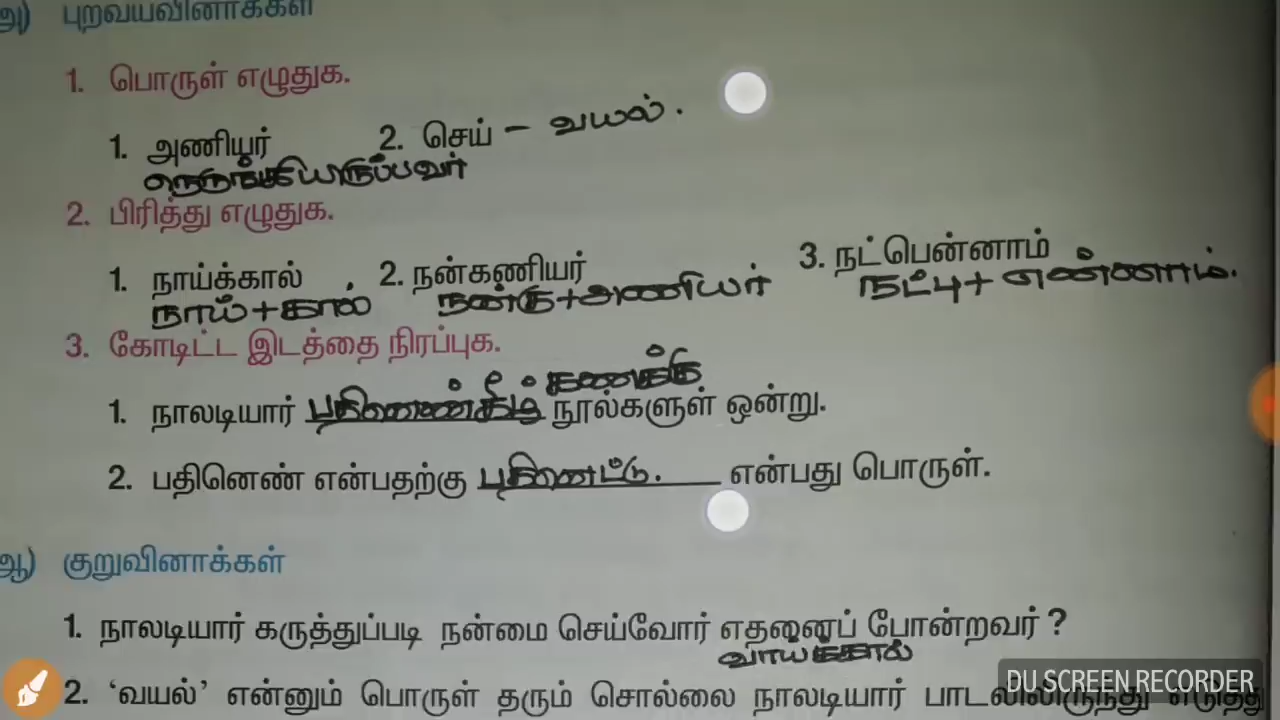 அ) புறவயவினாக்கள்
1. பொருள் எழுதுக.
1. அணியர் 2. செய் – வயல்.
நெருங்கியிருப்பவர்
2. பிரித்து எழுதுக.
1. நாய்க்கால் 2. நன்கணியர் 3. நட்பென்னாம்
நாய்+கால் நன்கு+அணியர் நட்பு+எண்ணாம்.
3. கோடிட்ட இடத்தை நிரப்புக.
கணக்கு
1. நாலடியார் பதினெண்கீழ் நூல்களுள் ஒன்று.
2. பதினெண் என்பதற்கு பதினெட்டு. என்பது பொருள்.
ஆ) குறுவினாக்கள்
1. நாலடியார் கருத்துப்படி நன்மை செய்வோர் எதனைப் போன்றவர் ?
வாய்க்கால்
DU SCREEN RECORDER
2. ‘வயல்’ என்னும் பொருள் தரும் சொல்லை நாலடியார் பாடலிலிருந்து எடுத்து